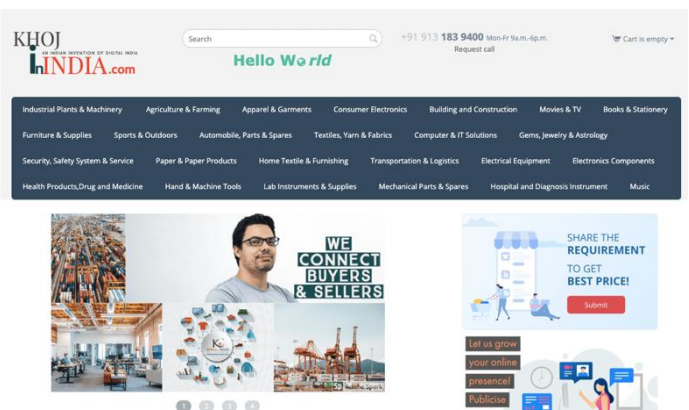 KHOJ
AN INDIAN INVENTION OF DIGITAL INDIA
InINDIA.com
Search
Hello World
+91 913 183 9400 Mon-Fr 9a.m.-6p.m.
Request call
Cart is empty
Industrial Plants & Machinery Agriculture & Farming Apparel & Garments Consumer Electronics Building and Construction Movies & TV Books & Stationery
Furniture & Supplies Sports & Outdoors Automobile, Parts & Spares Textiles, Yarn & Fabrics Computer & IT Solutions Gems, Jewelry & Astrology
Security, Safety System & Service Paper & Paper Products Home Textile & Furnishing Transportation & Logistics Electrical Equipment Electronics Components
Health Products,Drug and Medicine Hand & Machine Tools Lab Instruments & Supplies Mechanical Parts & Spares Hospital and Diagnosis Instrument Music
WE
CONNECT
BUYERS
& SELLERS
1 2 3 4
SHARE THE
REQUIREMENT
TO GET
BEST PRICE!
Submit
Let us grow
your online
presence!
Publicise